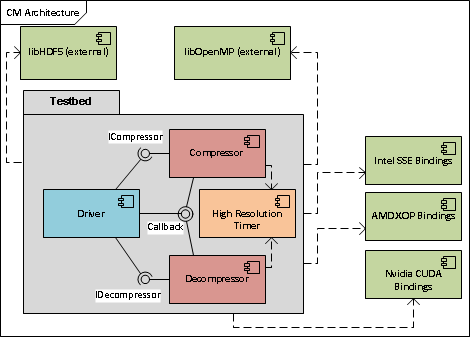 CM Architecture
libHDFS (external)
libOpenMP (external)
Testbed
ICompressor
Compressor
Intel SSE Bindings
Driver
High Resolution
Timer
AMDXOP Bindings
Callback
Decompressor
IDecompressor
Nvidia CUDA
Bindings